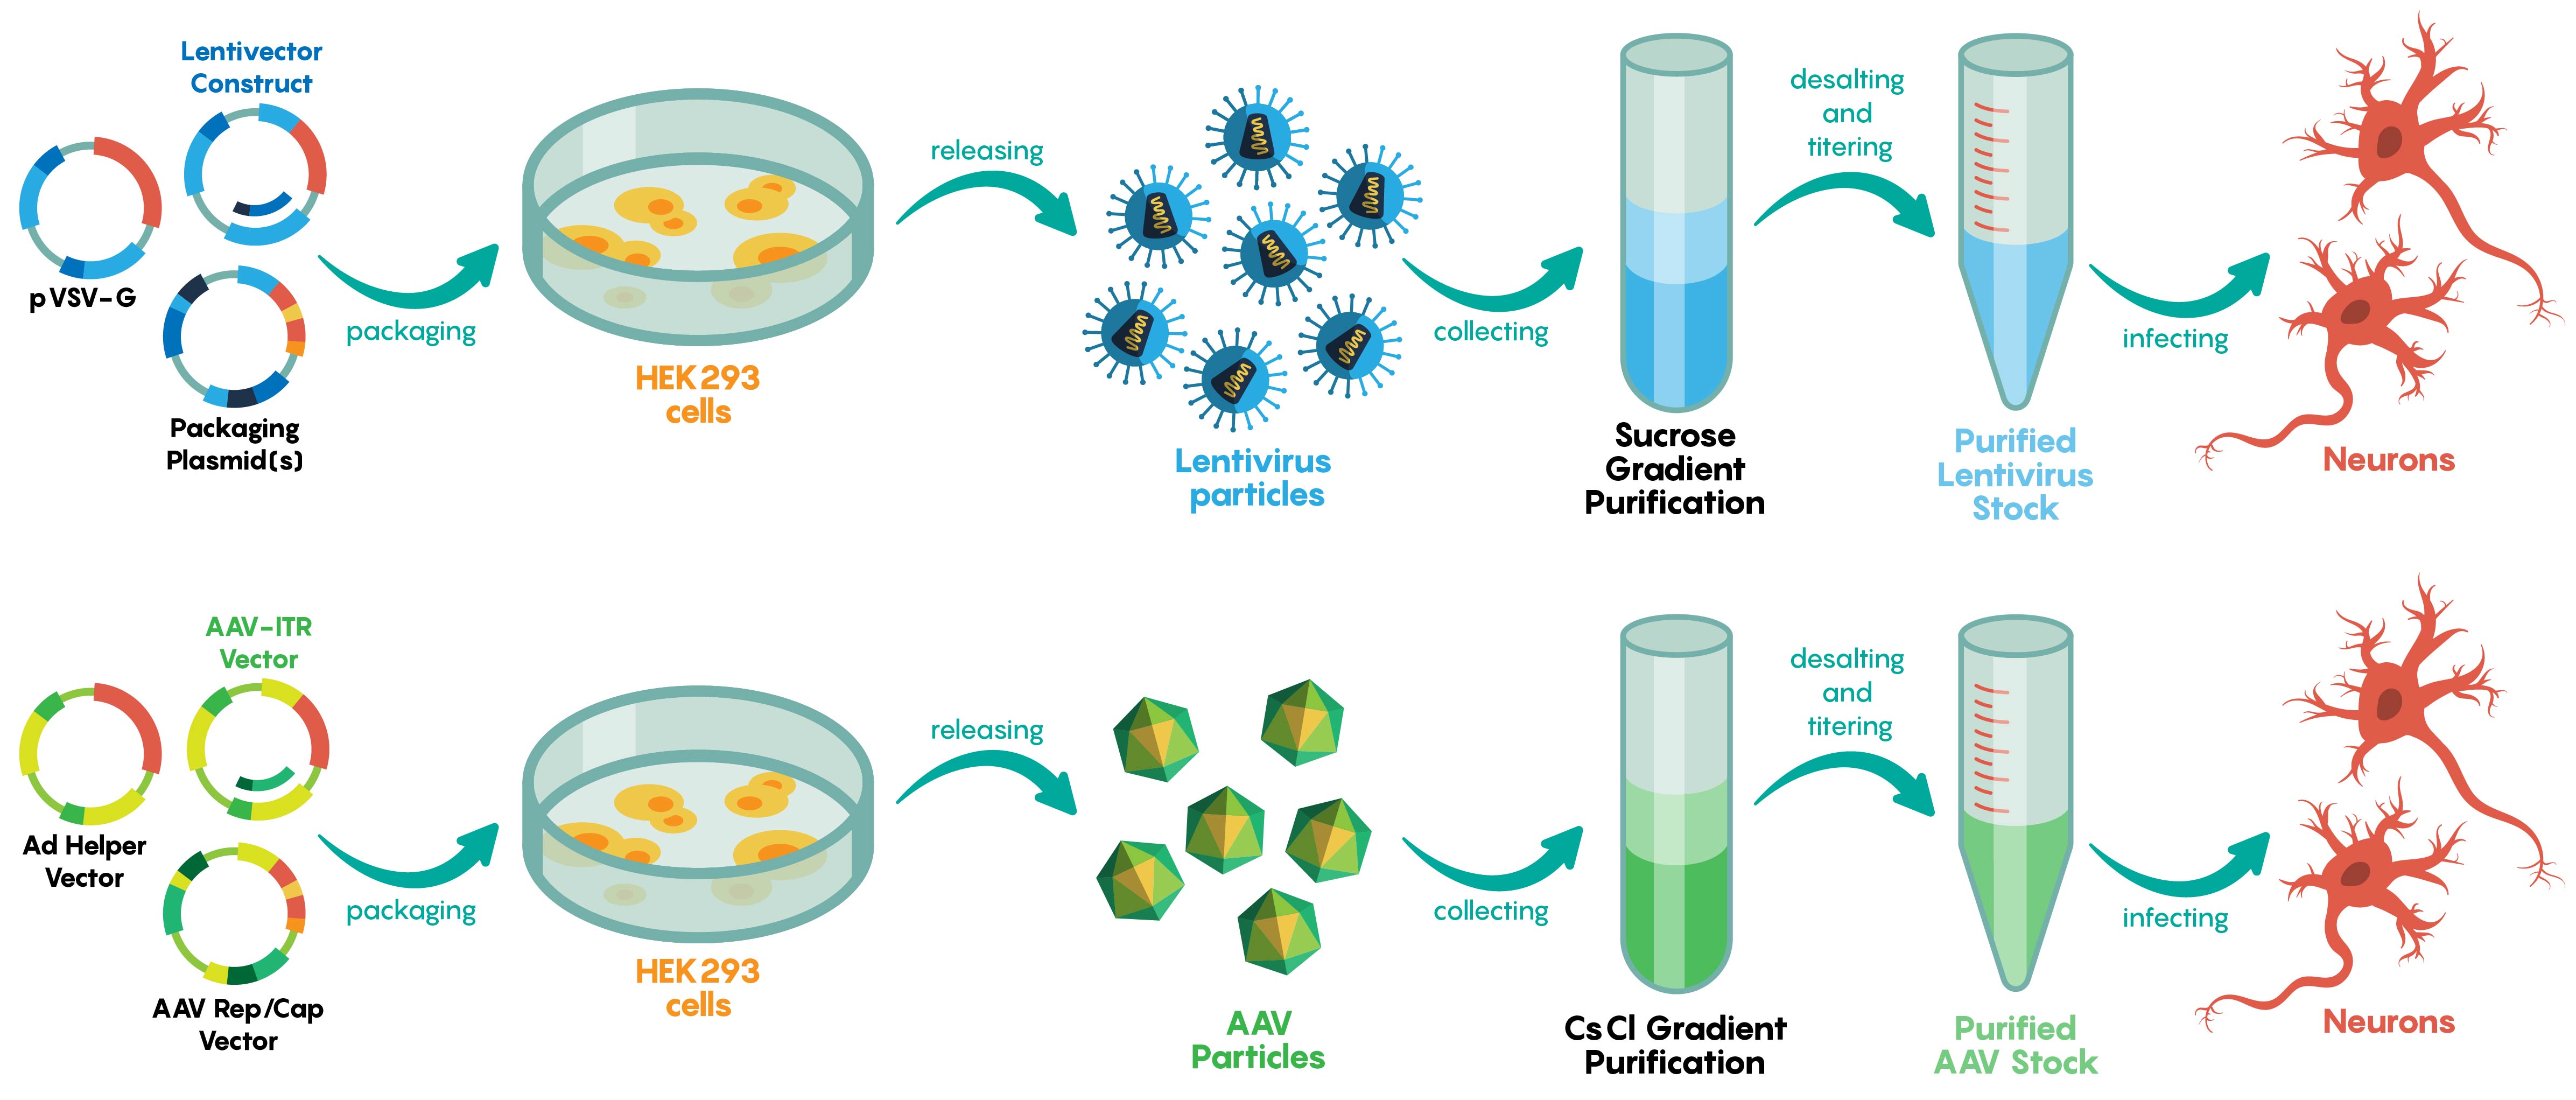 Lentivector
Construct
pVSV-G
Packaging
Plasmid(s)
packaging
HEK293
cells
releasing
Lentivirus
particles
collecting
Sucrose
Gradient
Purification
desalting
and
titering
Purified
Lentivirus
Stock
infecting
Neurons
AAV-ITR
Vector
Ad Helper
Vector
AAV Rep/Cap
Vector
packaging
HEK293
cells
releasing
AAV
Particles
collecting
CsCl Gradient
Purification
desalting
and
titering
Purified
AAV Stock
infecting
Neurons